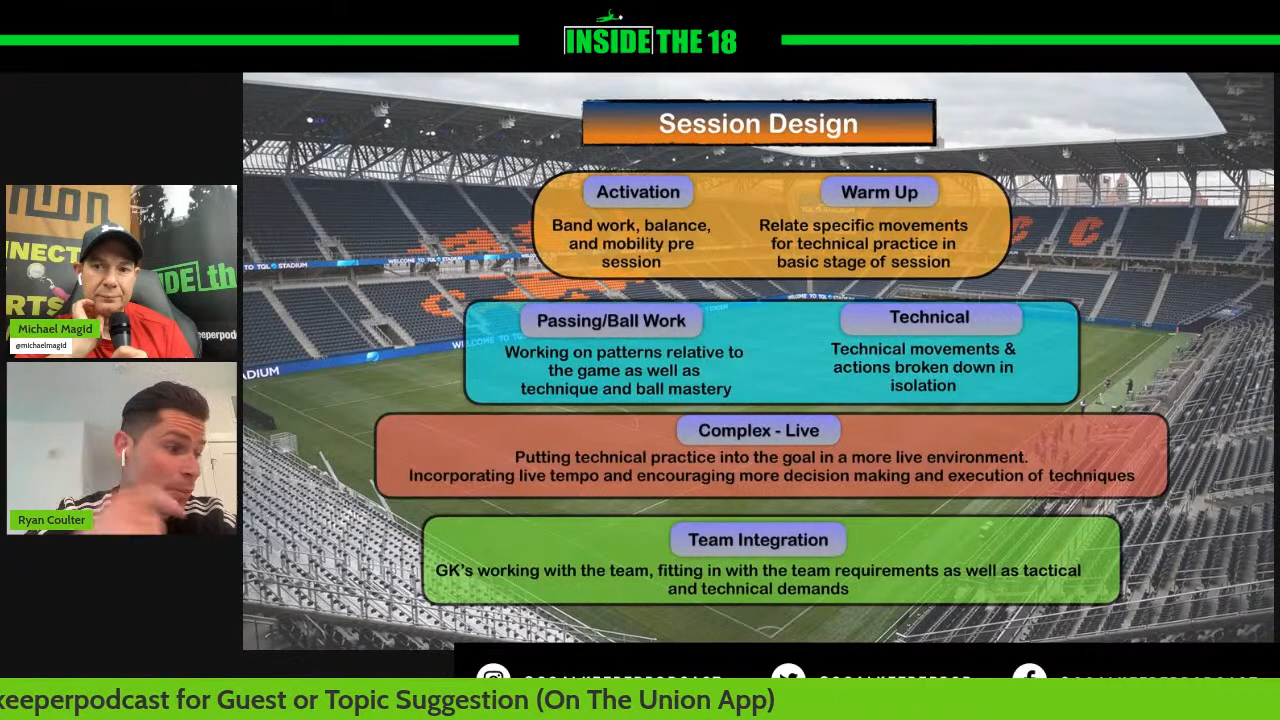 INSIDE THE 18
Session Design
Activation
Band work, balance,
and mobility pre
session
Warm Up
Relate specific movements
for technical practice in
basic stage of session
Passing/Ball Work
Working on patterns relative to
the game as well as
technique and ball mastery
Technical
Technical movements &
actions broken down in
isolation
Complex - Live
Putting technical practice into the goal in a more live environment.
Incorporating live tempo and encouraging more decision making and execution of techniques
Team Integration
GK's working with the team, fitting in with the team requirements as well as tactical
and technical demands
Michael Magid
@michaelmagid
Ryan Coulter
WELCOME TO TQL STADIUM
keeperpodcast for Guest or Topic Suggestion (On The Union App)